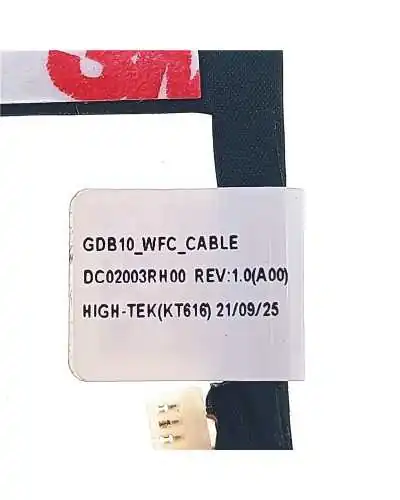 GDB10_WFC_CABLE
DC02003RH00 REV:1.0(A00)
HIGH-TEK(KT616) 21/09/25